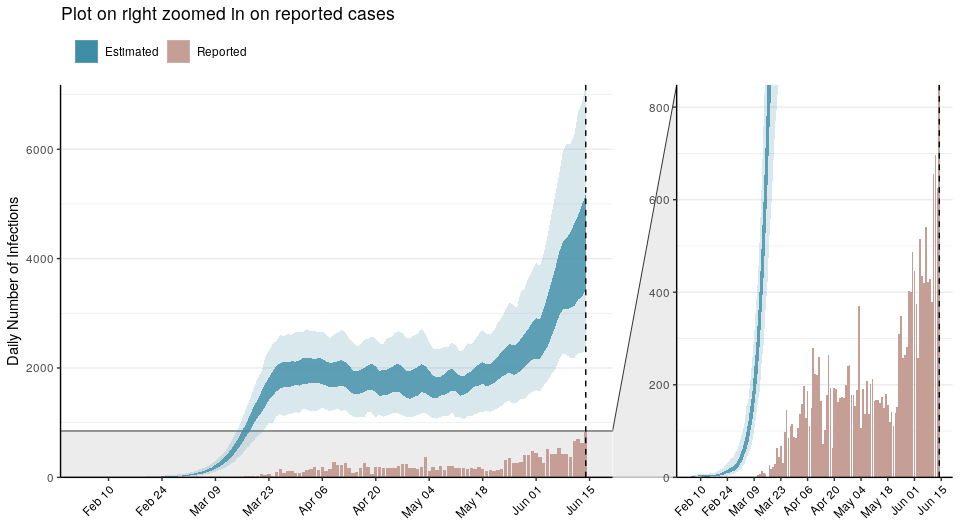 Plot on right zoomed in on reported cases
Estimated Reported
Daily Number of Infections
6000
4000
2000
0
Feb 10 Feb 24 Mar 09 Mar 23 Apr 06 Apr 20 May 04 May 18 Jun 01 Jun 15
800
600
400
200
0
Feb 10 Feb 24 Mar 09 Mar 23 Apr 06 Apr 20 May 04 May 18 Jun 01 Jun 15